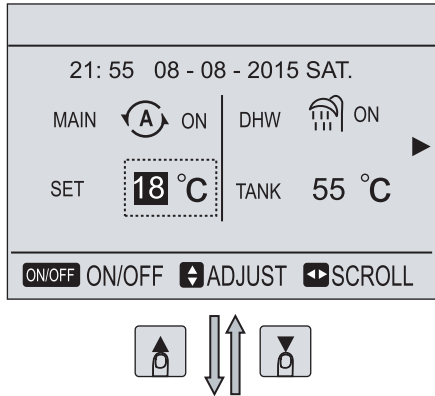 21: 55 08 - 08 - 2015 SAT.
MAIN A ON DHW ON
SET 18 °C TANK 55 °C
ON/OFF ON/OFF ADJUST SCROLL